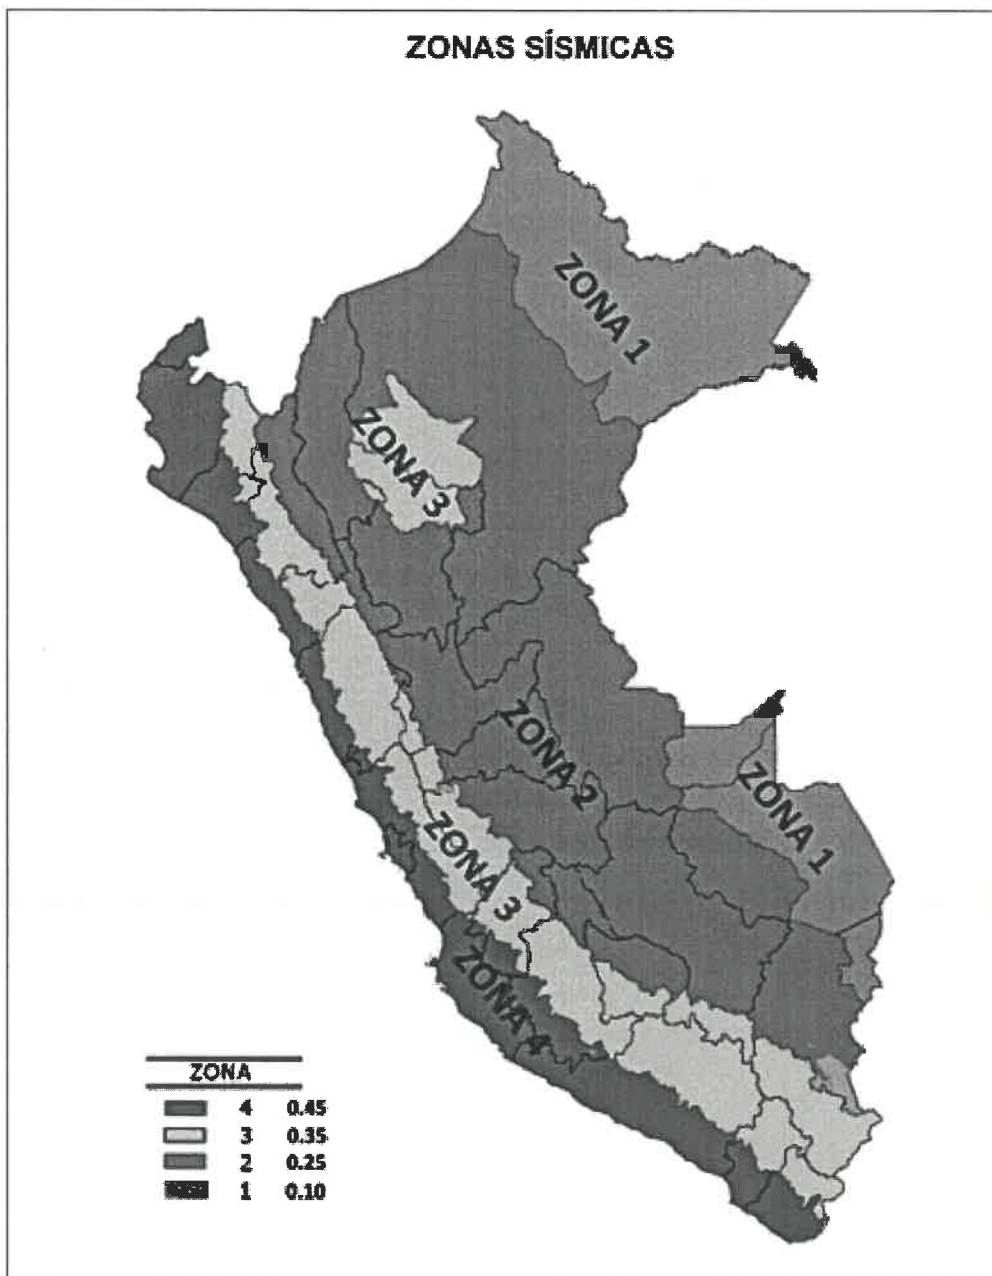 ZONAS SÍSMICAS
ZONA 1
ZONA 3
ZONA 2
ZONA 1
ZONA 3
ZONA 4
ZONA
4 0.45
3 0.35
2 0.25
1 0.10